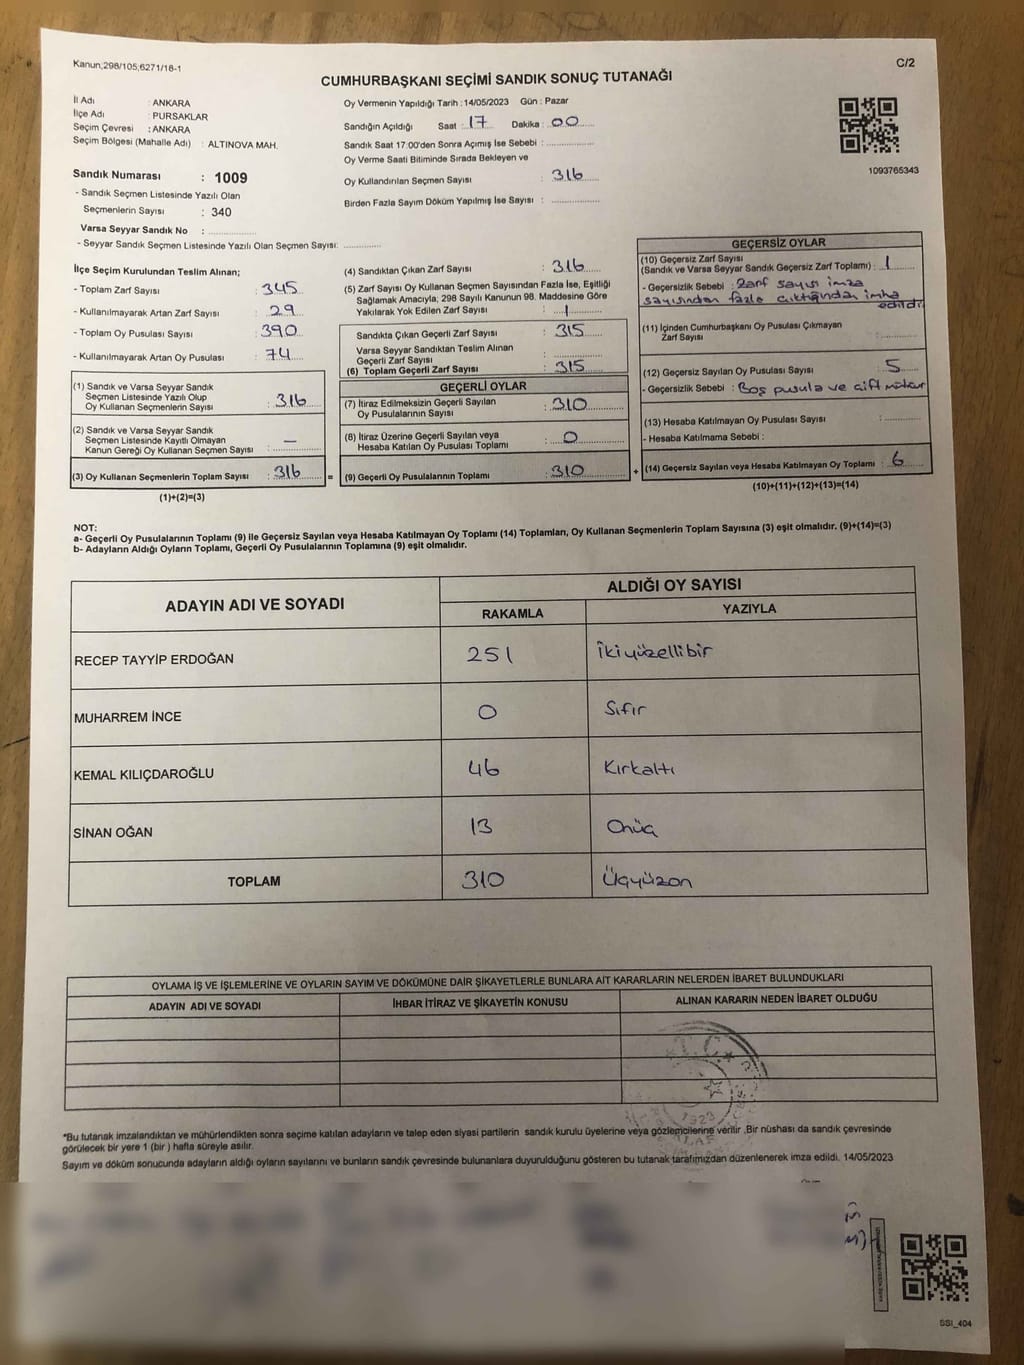 Kanun;298/105;6271/18-1
C/2
CUMHURBAŞKANI SEÇİMİ SANDIK SONUÇ TUTANAĞI
İl Adı : ANKARA
İlçe Adı : PURSAKLAR
Seçim Çevresi : ANKARA
Seçim Bölgesi (Mahalle Adı) : ALTINOVA MAH.
Sandık Numarası : 1009
- Sandık Seçmen Listesinde Yazılı Olan
Seçmenlerin Sayısı : 340
Varsa Seyyar Sandık No :
- Seyyar Sandık Seçmen Listesinde Yazılı Olan Seçmen Sayısı:
Oy Vermenin Yapıldığı Tarih : 14/05/2023 Gün : Pazar
Sandığın Açıldığı Saat : 17 Dakika : 00
Sandık Saat 17:00'den Sonra Açımış İse Sebebi :
Oy Verme Saati Bitiminde Sırada Bekleyen ve
Oy Kullandırılan Seçmen Sayısı : 316
Birden Fazla Sayım Döküm Yapılmış İse Sayısı :
1093765343
İlçe Seçim Kurulundan Teslim Alınan;
- Toplam Zarf Sayısı : 345
- Kullanılmayarak Artan Zarf Sayısı : 29
- Toplam Oy Pusulası Sayısı : 390
- Kullanılmayarak Artan Oy Pusulası : 74
(1) Sandık ve Varsa Seyyar Sandık
Seçmen Listesinde Yazılı Olup
Oy Kullanan Seçmenlerin Sayısı : 316
(2) Sandık ve Varsa Seyyar Sandık
Seçmen Listesinde Kayıtlı Olmayan
Kanun Gereği Oy Kullanan Seçmen Sayısı : —
(3) Oy Kullanan Seçmenlerin Toplam Sayısı : 316
(1)+(2)=(3)
=
(4) Sandıktan Çıkan Zarf Sayısı : 316
(5) Zarf Sayısı Oy Kullanan Seçmen Sayısından Fazla İse, Eşitliği
Sağlamak Amacıyla, 298 Sayılı Kanunun 98. Maddesine Göre
Yakılarak Yok Edilen Zarf Sayısı : 1
Sandıkta Çıkan Geçerli Zarf Sayısı : 315
Varsa Seyyar Sandıktan Teslim Alınan
Geçerli Zarf Sayısı :
(6) Toplam Geçerli Zarf Sayısı : 315
GEÇERLİ OYLAR
(7) İtiraz Edilmeksizin Geçerli Sayılan
Oy Pusulalarının Sayısı : 310
(8) İtiraz Üzerine Geçerli Sayılan veya
Hesaba Katılan Oy Pusulası Toplamı : 0
(9) Geçerli Oy Pusulalarının Toplamı : 310
+
GEÇERSİZ OYLAR
(10) Geçersiz Zarf Sayısı
(Sandık ve Varsa Seyyar Sandık Geçersiz Zarf Toplamı) : 1
- Geçersizlik Sebebi : Zarf sayısı imza
sayısından fazla çıktığından imha
edildi
(11) İçinden Cumhurbaşkanı Oy Pusulası Çıkmayan
Zarf Sayısı :
(12) Geçersiz Sayılan Oy Pusulası Sayısı : 5
- Geçersizlik Sebebi : Boş pusula ve çift mühür
(13) Hesaba Katılmayan Oy Pusulası Sayısı :
- Hesaba Katılmama Sebebi :
(14) Geçersiz Sayılan veya Hesaba Katılmayan Oy Toplamı : 6
(10)+(11)+(12)+(13)=(14)
NOT:
a- Geçerli Oy Pusulalarının Toplamı (9) ile Geçersiz Sayılan veya Hesaba Katılmayan Oy Toplamı (14) Toplamları, Oy Kullanan Seçmenlerin Toplam Sayısına (3) eşit olmalıdır. (9)+(14)=(3)
b- Adayların Aldığı Oyların Toplamı, Geçerli Oy Pusulalarının Toplamına (9) eşit olmalıdır.
ADAYIN ADI VE SOYADI
ALDIĞI OY SAYISI
RAKAMLA YAZIYLA
RECEP TAYYİP ERDOĞAN 251 İkiyüzellibir
MUHARREM İNCE 0 Sıfır
KEMAL KILIÇDAROĞLU 46 Kırkaltı
SİNAN OĞAN 13 Onüç
TOPLAM 310 Üçyüzon
OYLAMA İŞ VE İŞLEMLERİNE VE OYLARIN SAYIM VE DÖKÜMÜNE DAİR ŞİKAYETLERLE BUNLARA AİT KARARLARIN NELERDEN İBARET BULUNDUKLARI
ADAYIN ADI VE SOYADI İHBAR İTİRAZ VE ŞİKAYETİN KONUSU ALINAN KARARIN NEDEN İBARET OLDUĞU
T.C.
1923
*Bu tutanak imzalandıktan ve mühürlendikten sonra seçime katılan adayların ve talep eden siyasi partilerin sandık kurulu üyelerine veya gözlemcilerine verilir .Bir nüshası da sandık çevresinde
görülecek bir yere 1 (bir ) hafta süreyle asılır.
Sayım ve döküm sonucunda adayların aldığı oyların sayılarını ve bunların sandık çevresinde bulunanlara duyurulduğunu gösteren bu tutanak tarafımızdan düzenlenerek imza edildi. 14/05/2023
SSI_404